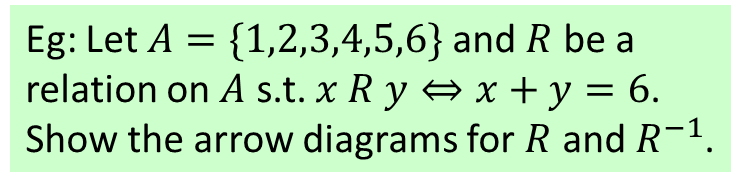 Eg: Let A = {1,2,3,4,5,6} and R be a
relation on A s.t. x R y ⇔ x + y = 6.
Show the arrow diagrams for R and R⁻¹.